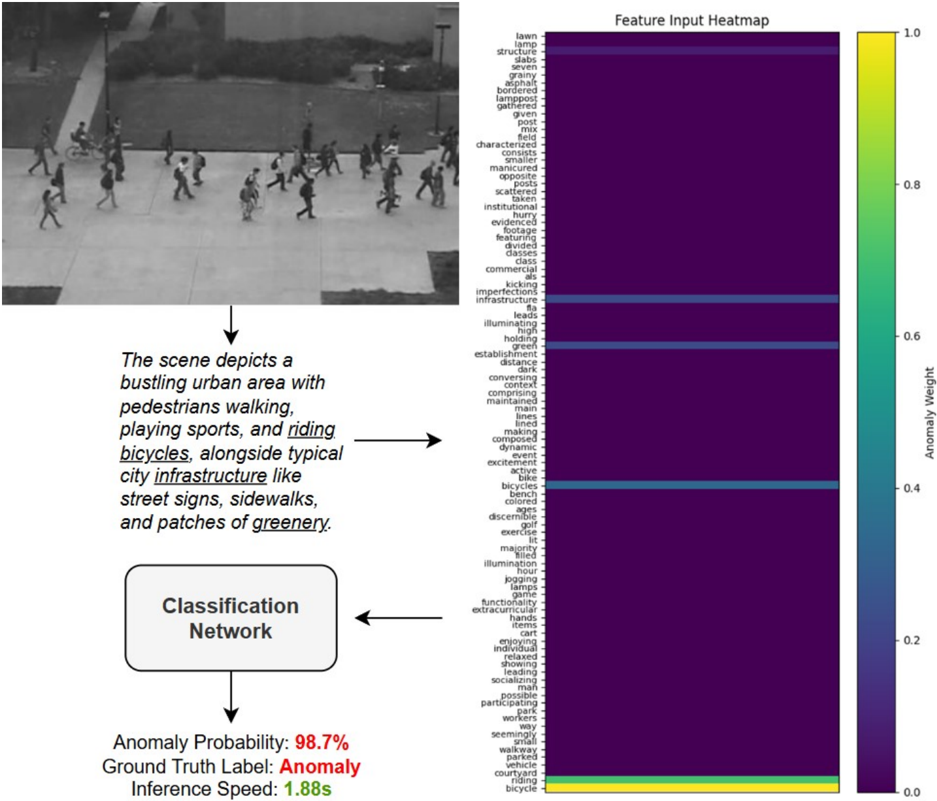 The scene depicts a
bustling urban area with
pedestrians walking,
playing sports, and riding
bicycles, alongside typical
city infrastructure like
street signs, sidewalks,
and patches of greenery.
Classification
Network
Anomaly Probability: 98.7%
Ground Truth Label: Anomaly
Inference Speed: 1.88s
Feature Input Heatmap
lawn
lamp
structure
slabs
seven
grainy
asphalt
bordered
lamppost
gathered
given
post
mix
field
characterized
consists
smaller
manicured
opposite
posts
scattered
taken
institutional
hurry
evidenced
footage
featuring
divided
classes
class
commercial
als
kicking
imperfections
infrastructure
fla
leads
illuminating
high
holding
green
establishment
distance
dark
conversing
context
comprising
maintained
main
lines
lined
making
composed
dynamic
event
excitement
active
bike
bicycles
bench
colored
ages
discernible
golf
exercise
lit
majority
filled
illumination
hour
jogging
lamps
game
functionality
extracurricular
hands
items
cart
enjoying
individual
relaxed
showing
leading
socializing
man
possible
participating
park
workers
way
seemingly
small
walkway
parked
vehicle
courtyard
riding
bicycle
1.0
0.8
0.6
0.4
0.2
0.0
Anomaly Weight